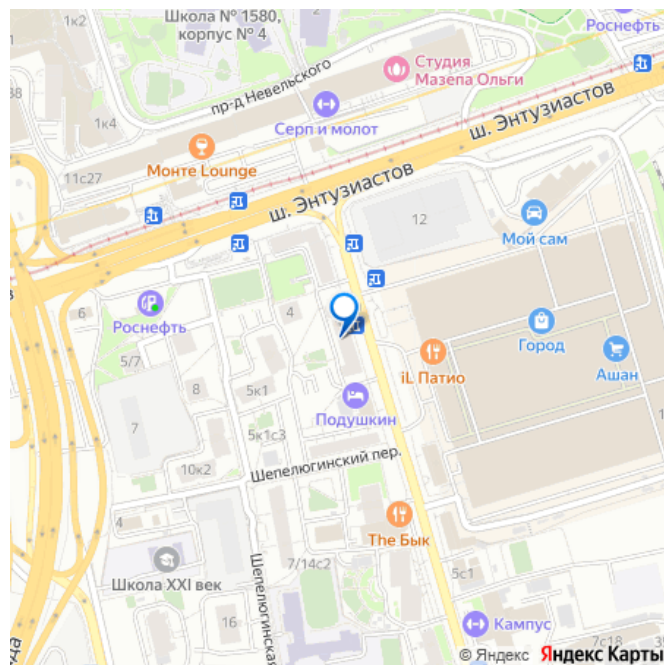 Школа № 1580,
корпус № 4
1к2
Роснефть
Студия
Мазепа Ольги
пр-д Невельского
38
1к4
Серп и молот
ш. Энтузиастов
Монте Lounge
11с27
ш. Энтузиастов
12
Мой сам
6
Роснефть
4
Город
5/7
iL Патио
Ашан
8
5к1
Подушкин
7
5к1с3
10к2
Шепелюгинский пер.
4
The Бык
7/14с2
5с1
Школа XXI век
Шепелюгинская
16
Кампус
7с18
© Яндекс Яндекс Карты